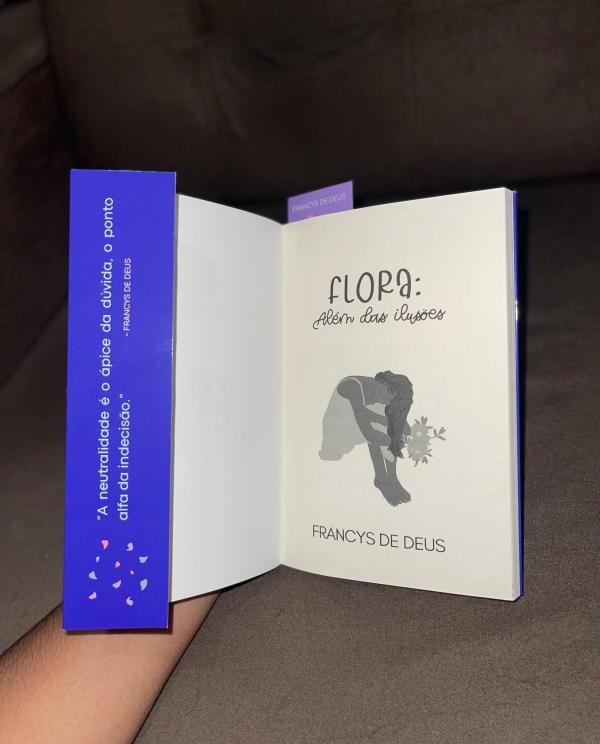 "A neutralidade é o ápice da dúvida, o ponto
alfa da indecisão."
- FRANCYS DE DEUS
FRANCYS DE DEUS
FLORA:
Além das ilusões
FRANCYS DE DEUS